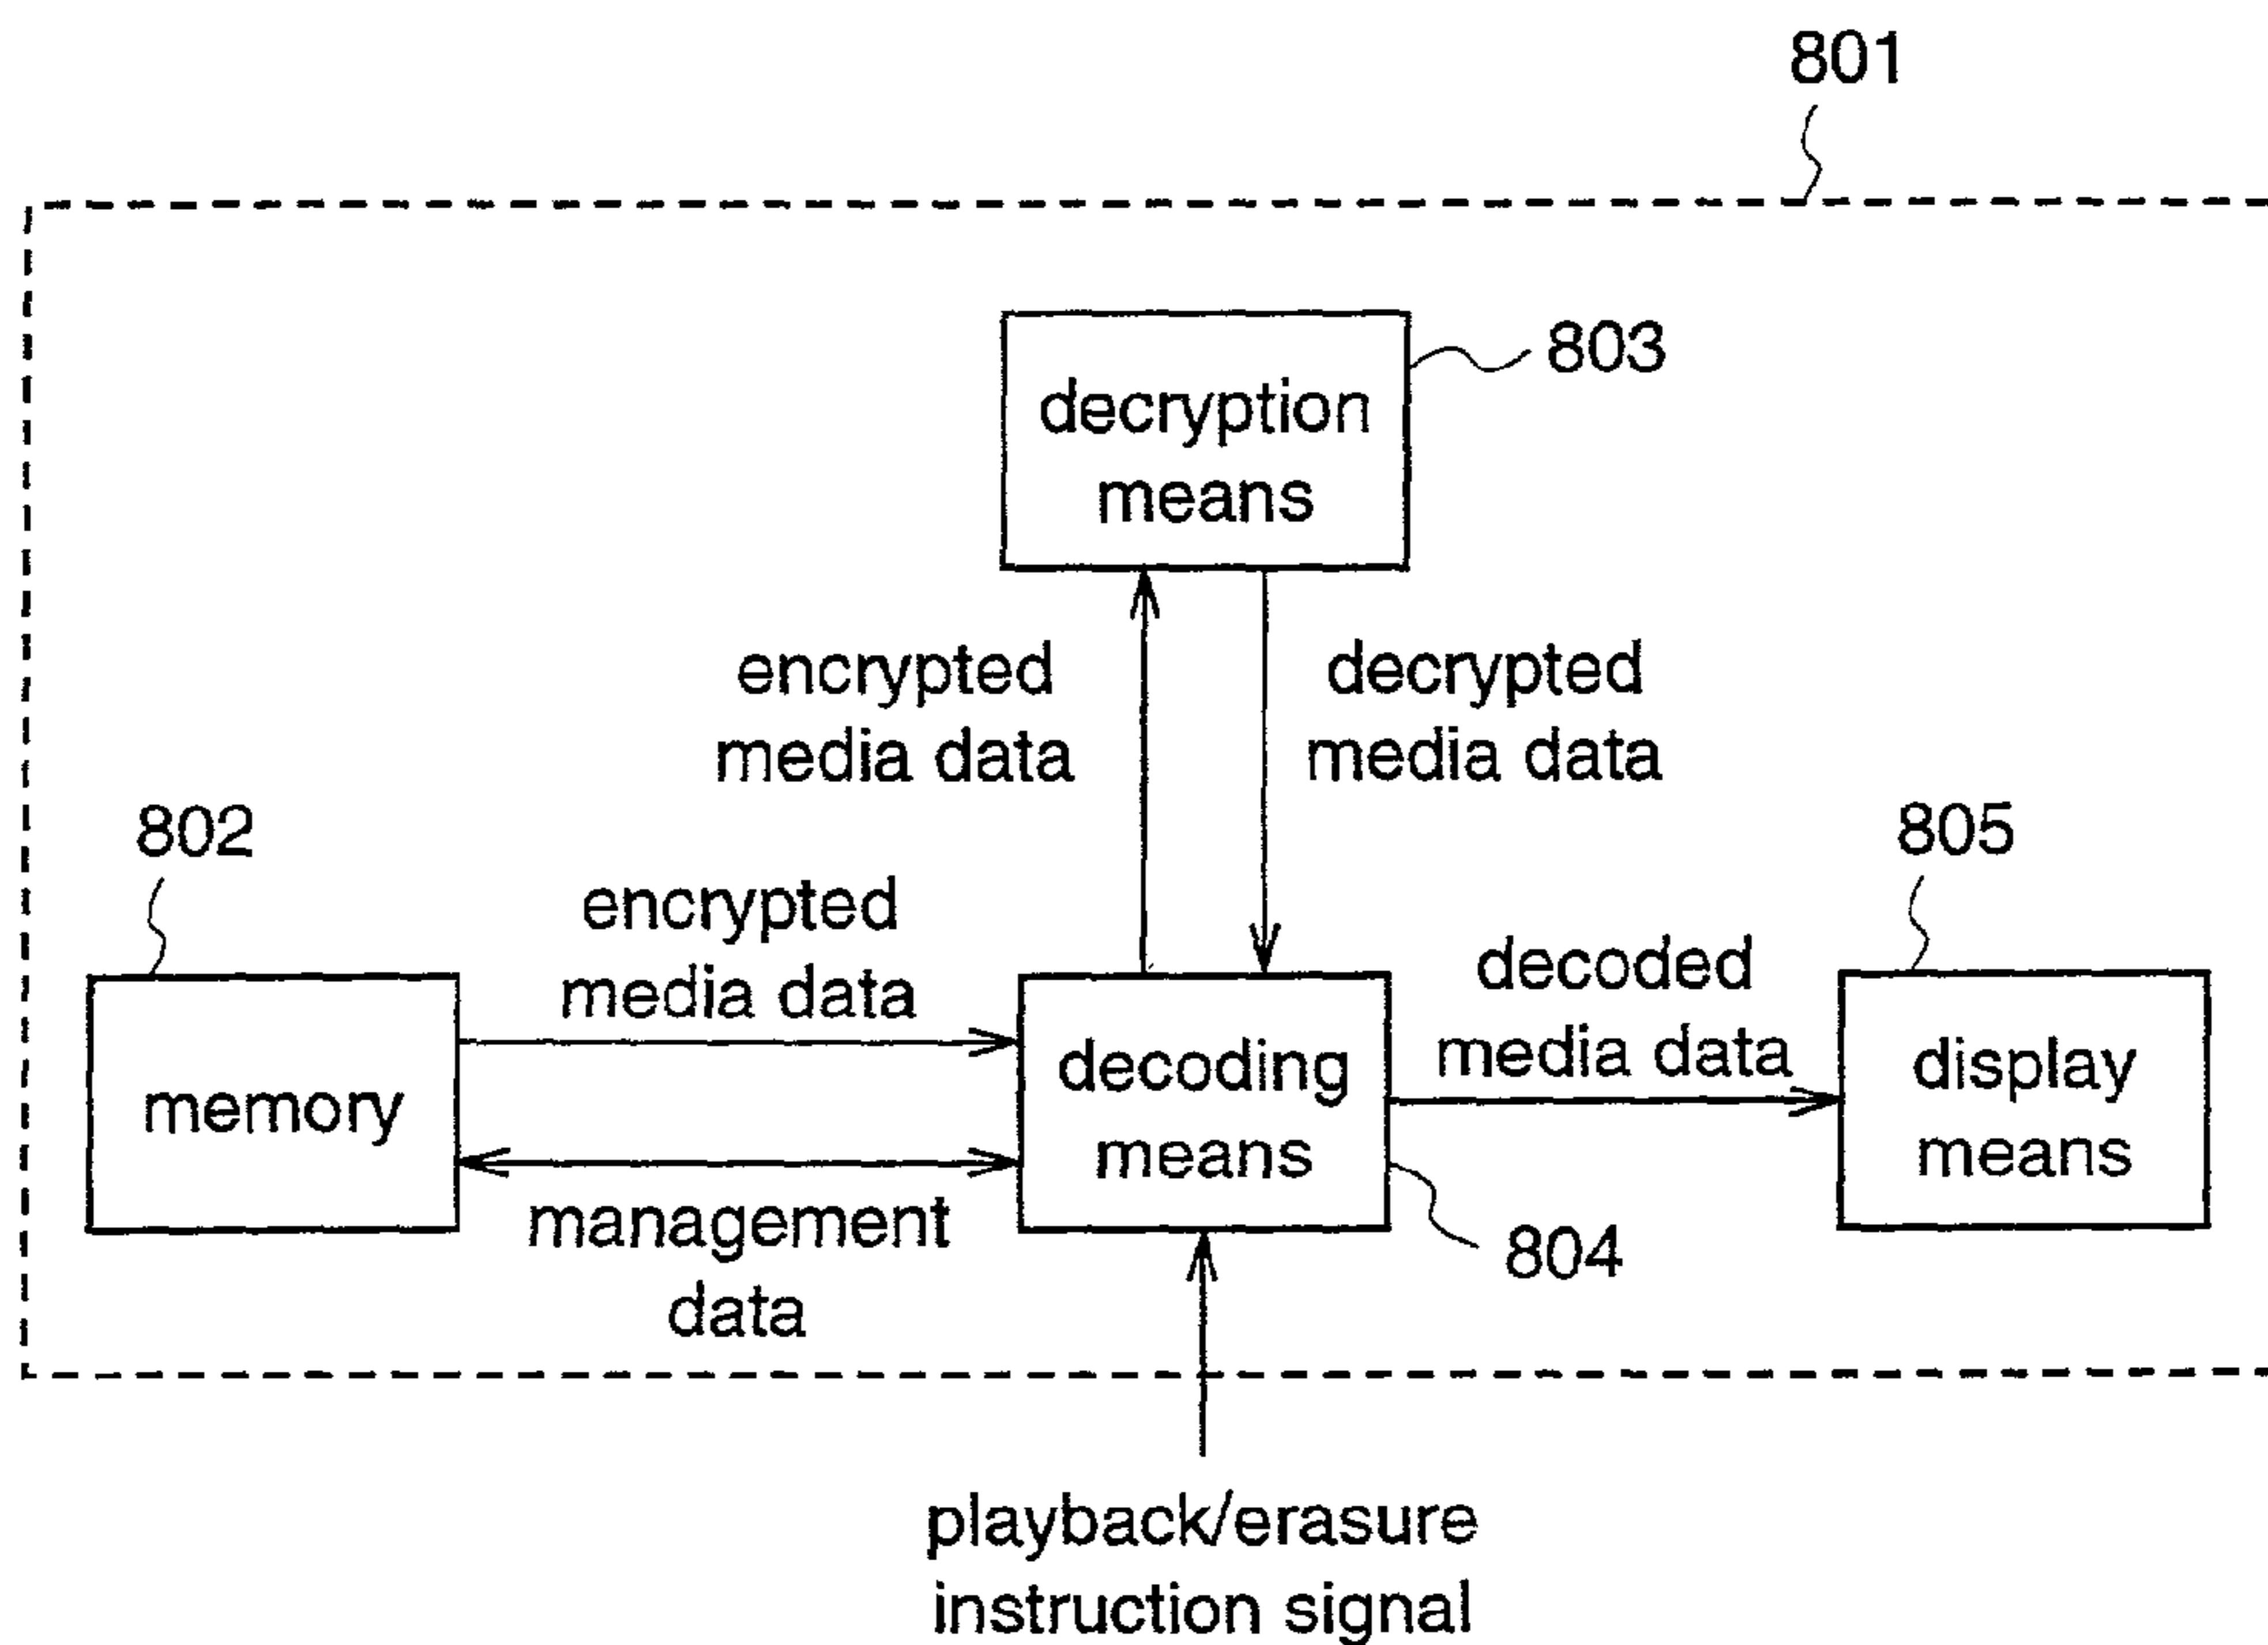 801
803
decryption
means
encrypted
media data
decrypted
media data
802
805
encrypted
media data
decoded
media data
memory
decoding
means
display
means
management
data
804
playback/erasure
instruction signal